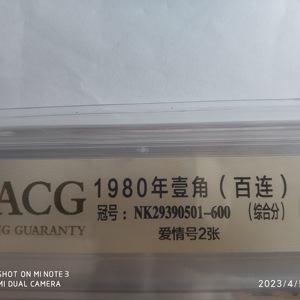 ACG
NG GUARANTY
1980年壹角（百连）
冠号：NK29390501-600 （综合分）
爱情号2张
SHOT ON MI NOTE 3
MI DUAL CAMERA
2023/4/